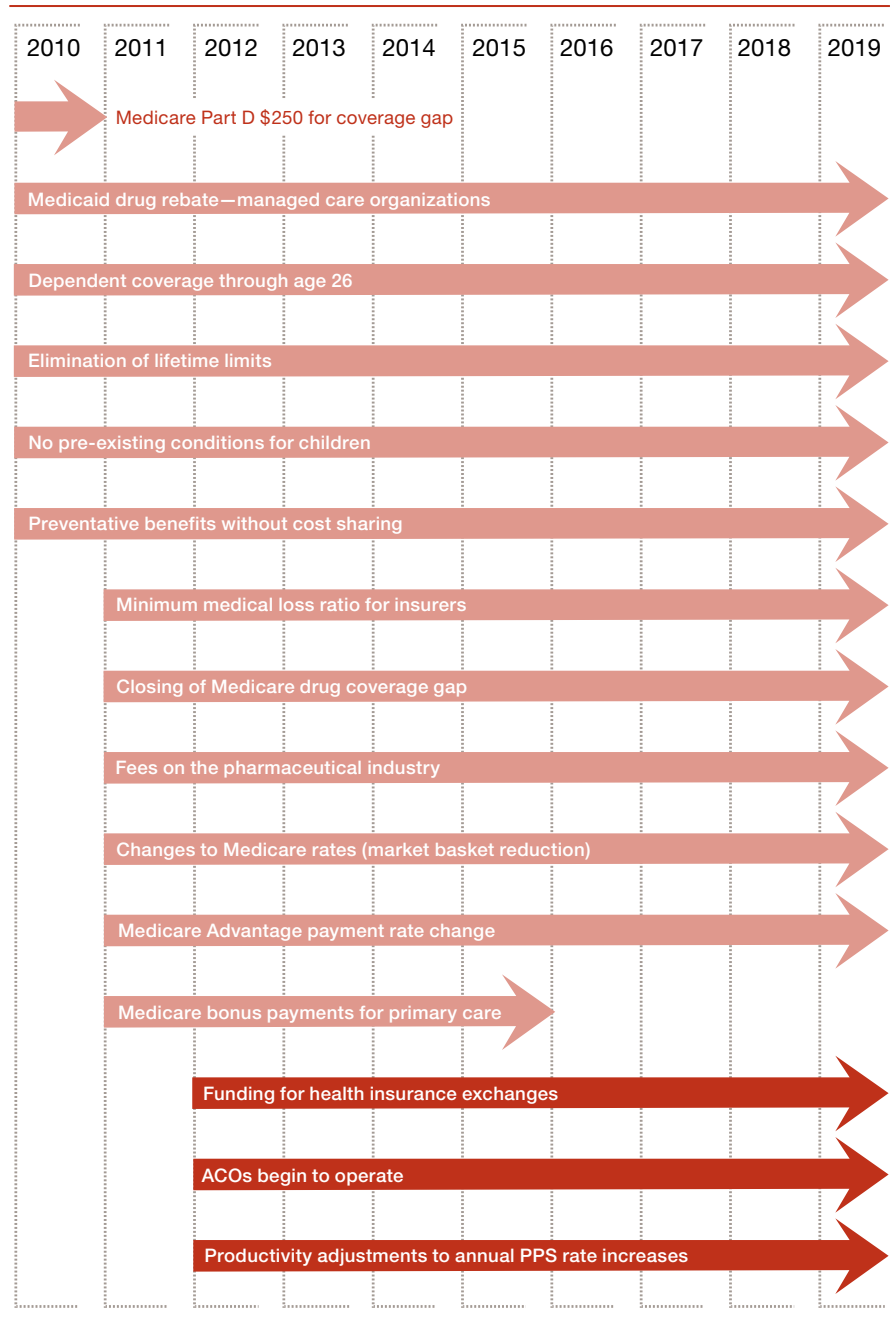 2010 2011 2012 2013 2014 2015 2016 2017 2018 2019
Medicare Part D $250 for coverage gap
Medicaid drug rebate—managed care organizations
Dependent coverage through age 26
Elimination of lifetime limits
No pre-existing conditions for children
Preventative benefits without cost sharing
Minimum medical loss ratio for insurers
Closing of Medicare drug coverage gap
Fees on the pharmaceutical industry
Changes to Medicare rates (market basket reduction)
Medicare Advantage payment rate change
Medicare bonus payments for primary care
Funding for health insurance exchanges
ACOs begin to operate
Productivity adjustments to annual PPS rate increases